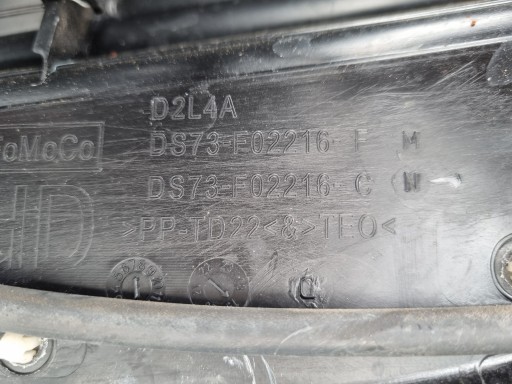 D2L4A
FoMoCo
DS73-F02216 F M
DS73-F02216 C W
>PP-TD22<&>TEO<